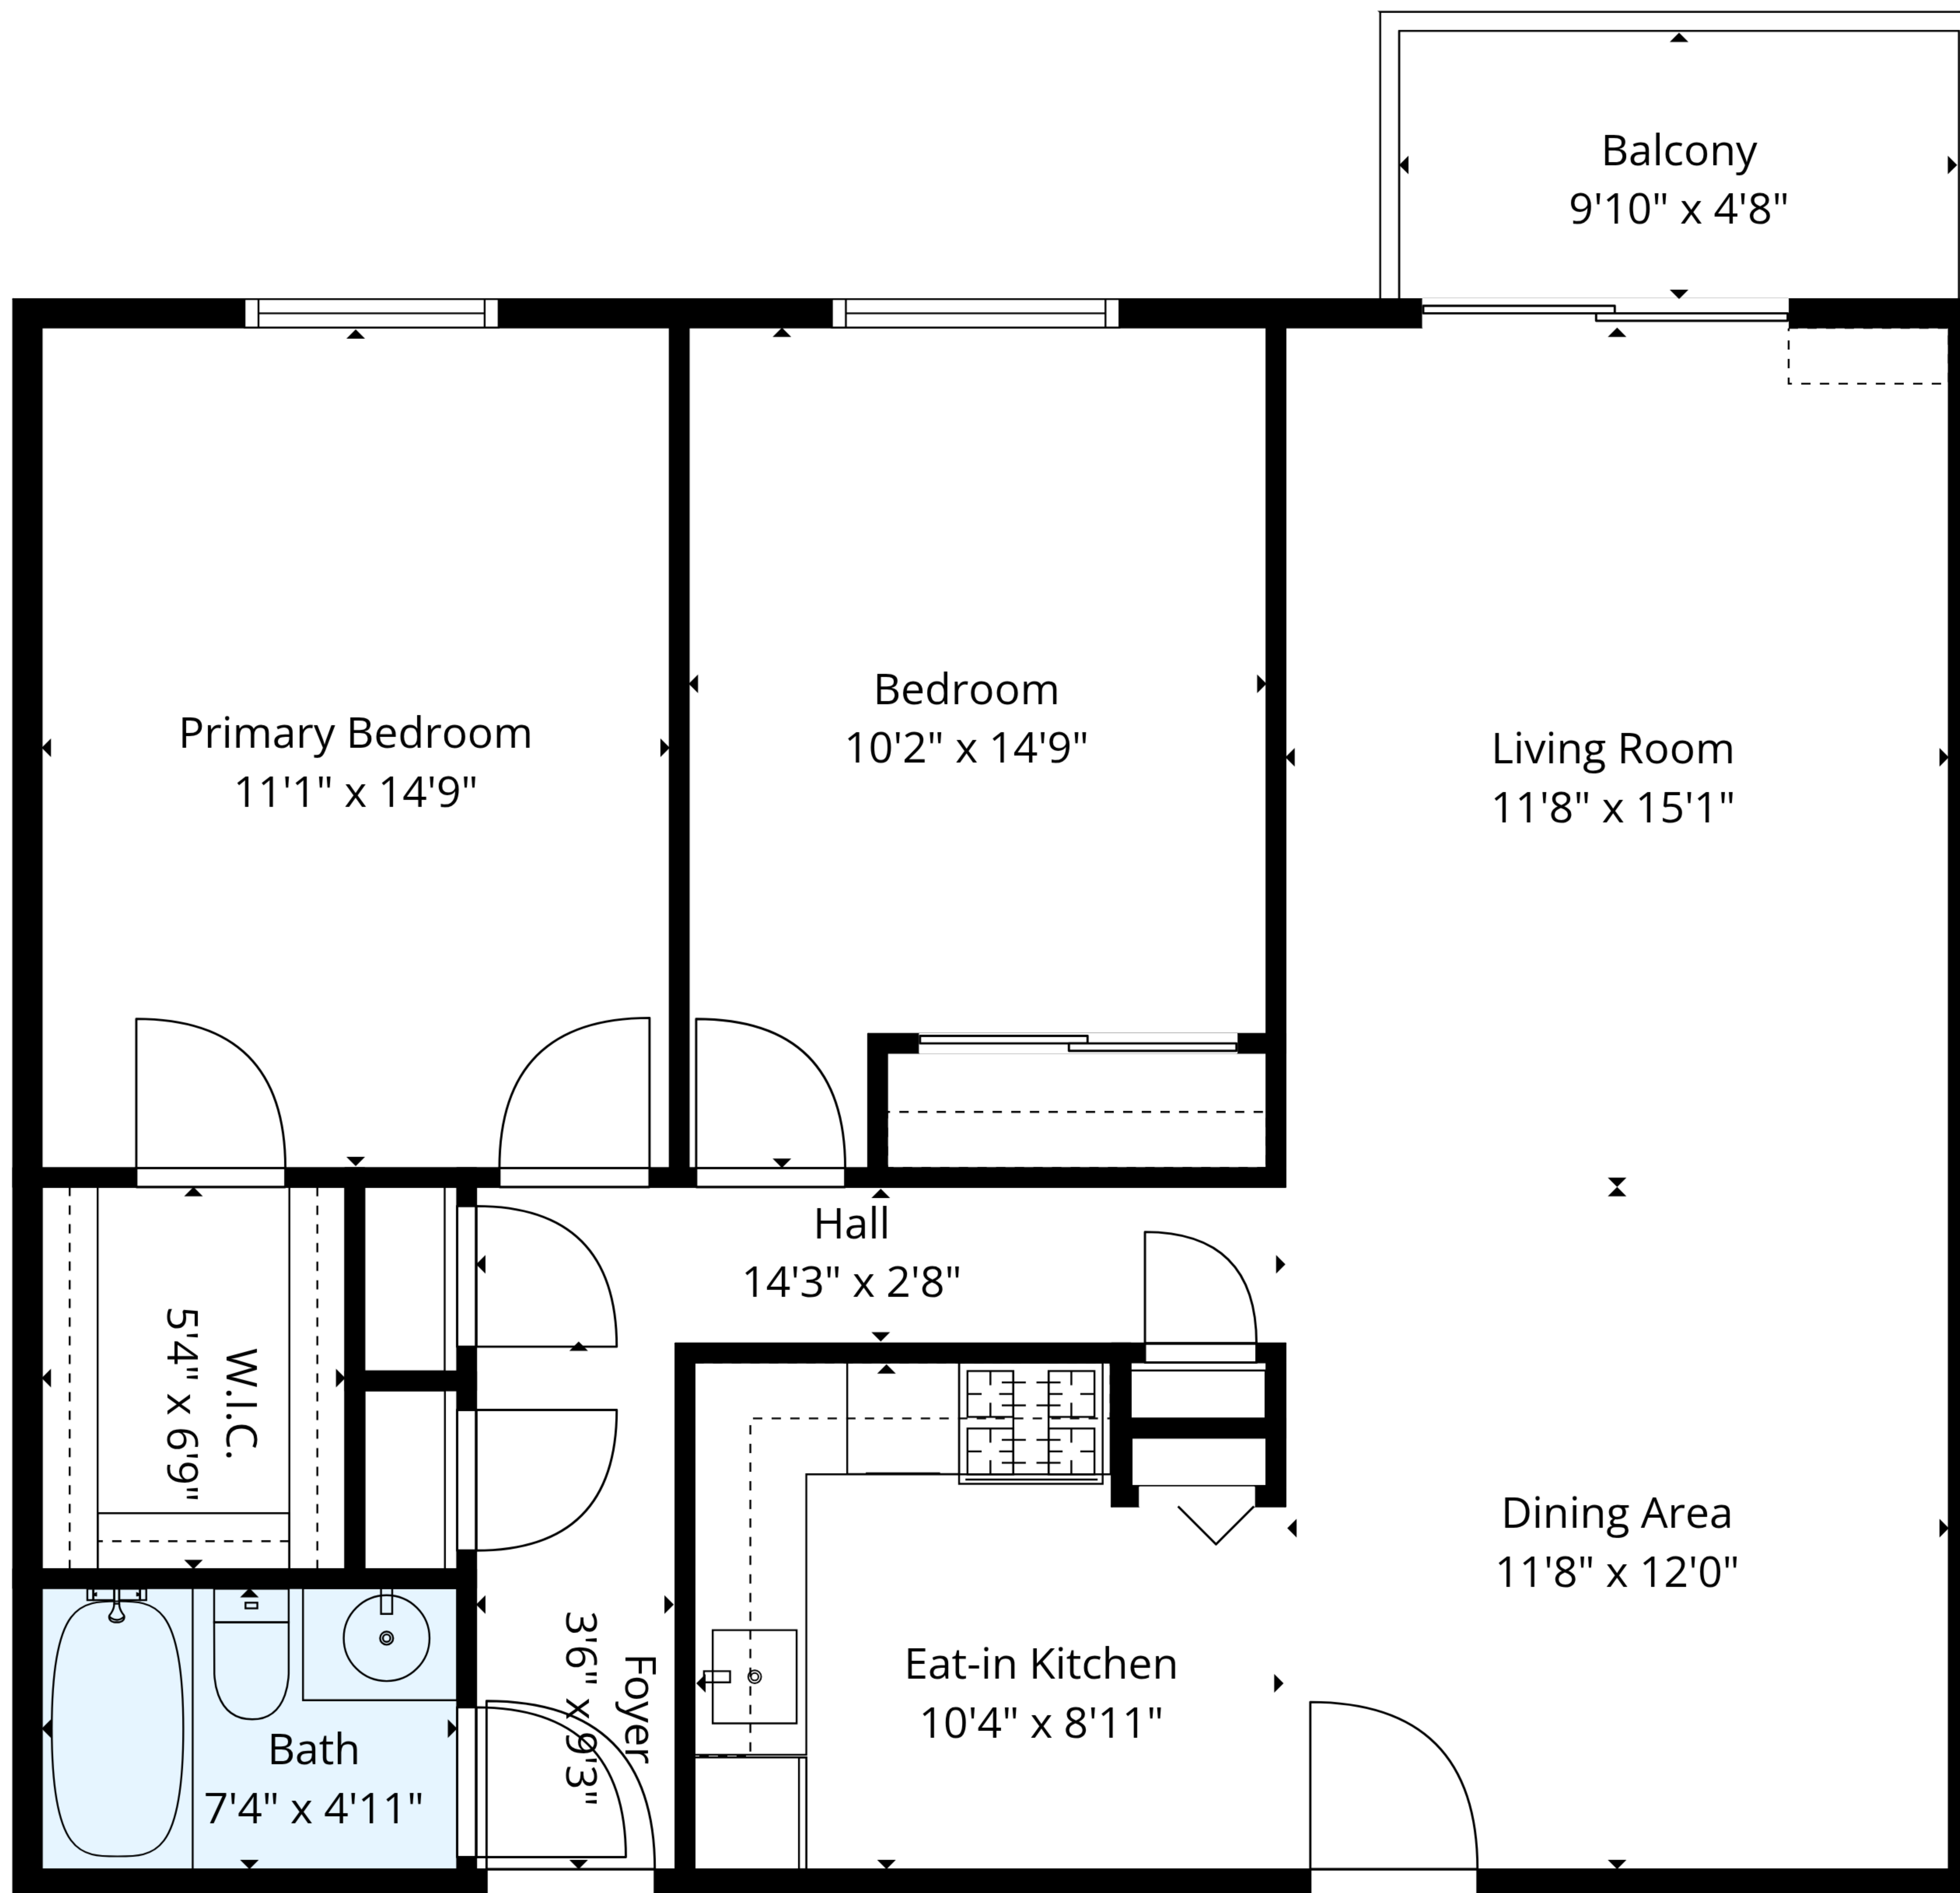 Balcony
9'10" x 4'8"
Bedroom
10'2" x 14'9"
Primary Bedroom
11'1" x 14'9"
Living Room
11'8" x 15'1"
Hall
14'3" x 2'8"
W.I.C.
5'4" x 6'9"
Dining Area
11'8" x 12'0"
Foyer
3'6" x 9'3"
Eat-in Kitchen
10'4" x 8'11"
Bath
7'4" x 4'11"